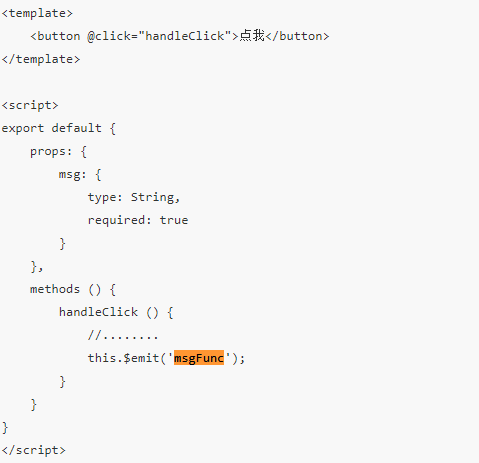 <template>
    <button @click="handleClick">点我</button>
</template>

<script>
export default {
    props: {
        msg: {
            type: String,
            required: true
        }
    },
    methods () {
        handleClick () {
            //........
            this.$emit('msgFunc');
        }
    }
}
</script>